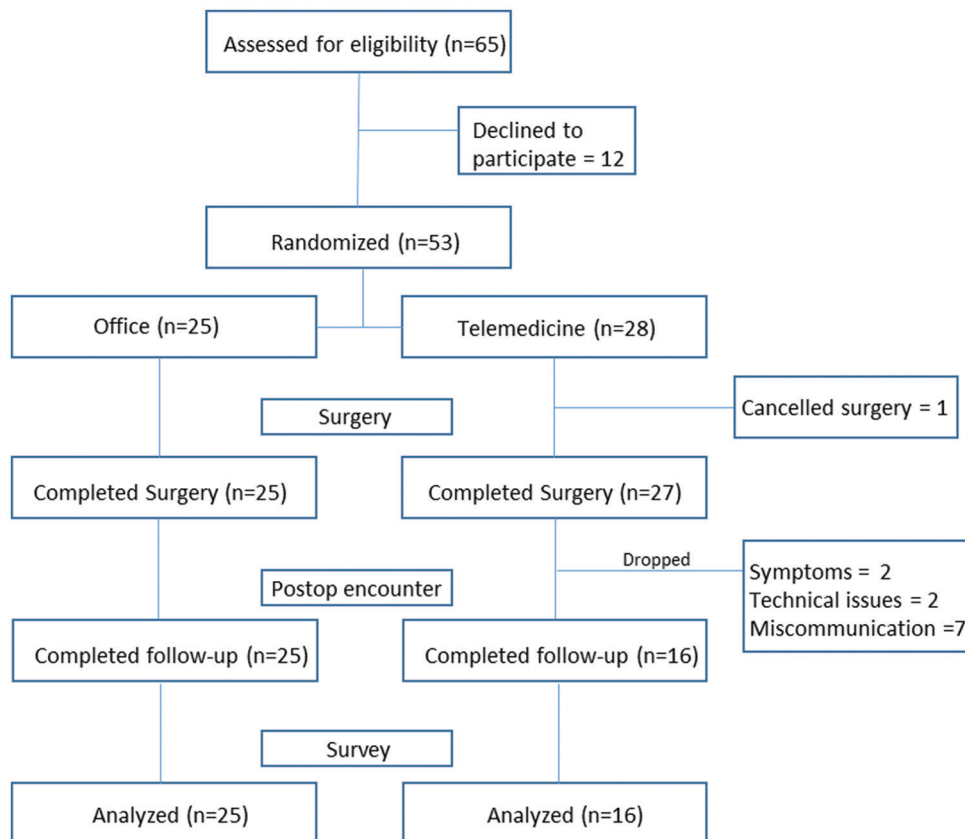 Assessed for eligibility (n=65)
Declined to
participate = 12
Randomized (n=53)
Office (n=25)
Telemedicine (n=28)
Cancelled surgery = 1
Surgery
Completed Surgery (n=25)
Completed Surgery (n=27)
Dropped
Symptoms = 2
Technical issues = 2
Miscommunication =7
Postop encounter
Completed follow-up (n=25)
Completed follow-up (n=16)
Survey
Analyzed (n=25)
Analyzed (n=16)